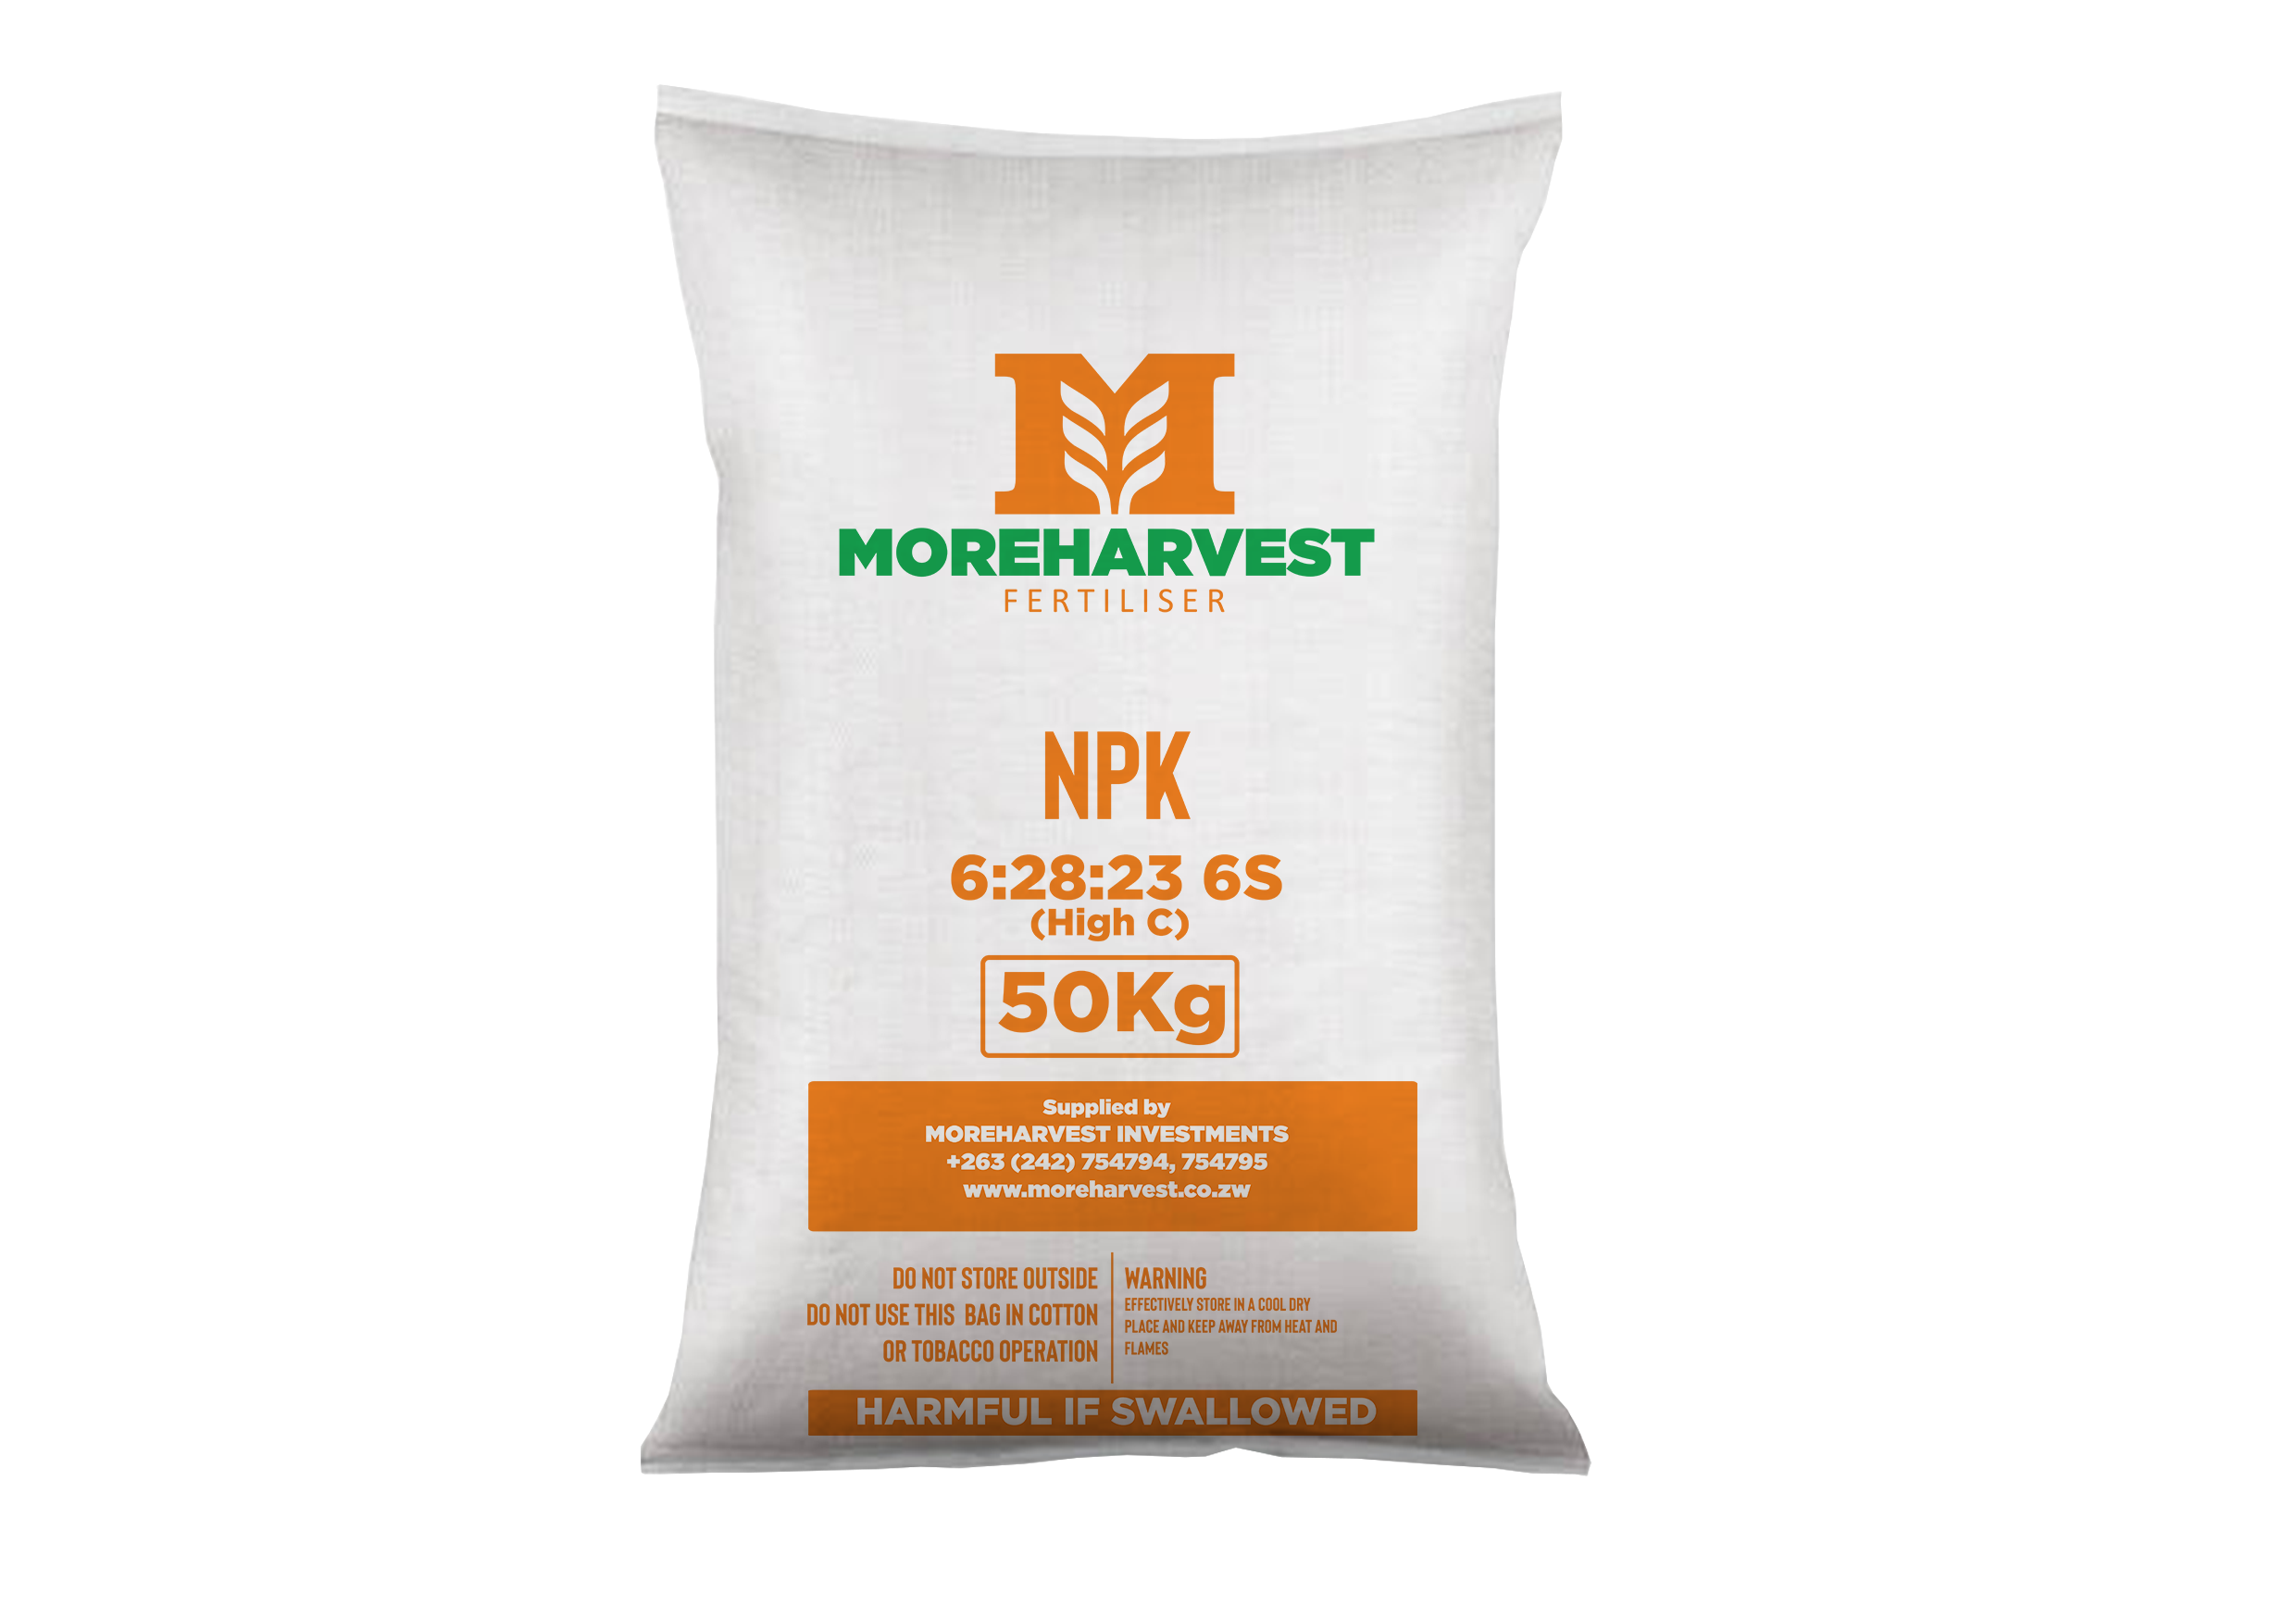 M
MOREHARVEST
FERTILISER
NPK
6:28:23 6S
(High C)
50Kg
Supplied by
MOREHARVEST INVESTMENTS
+263 (242) 754794, 754795
www.moreharvest.co.zw
DO NOT STORE OUTSIDE
DO NOT USE THIS BAG IN COTTON
OR TOBACCO OPERATION
WARNING
EFFECTIVELY STORE IN A COOL DRY
PLACE AND KEEP AWAY FROM HEAT AND
FLAMES
HARMFUL IF SWALLOWED